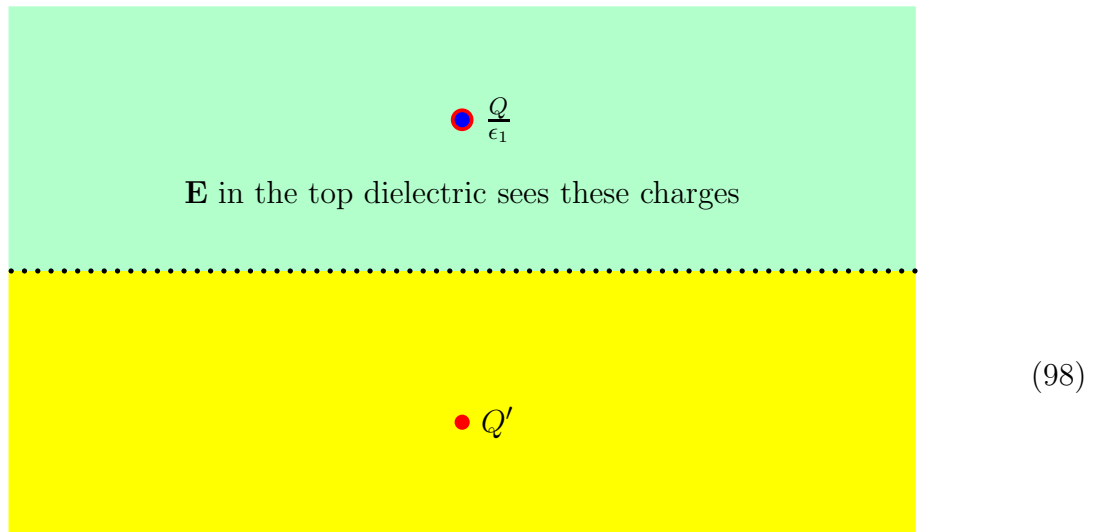 Q/ϵ₁
E in the top dielectric sees these charges
(98)
Q′